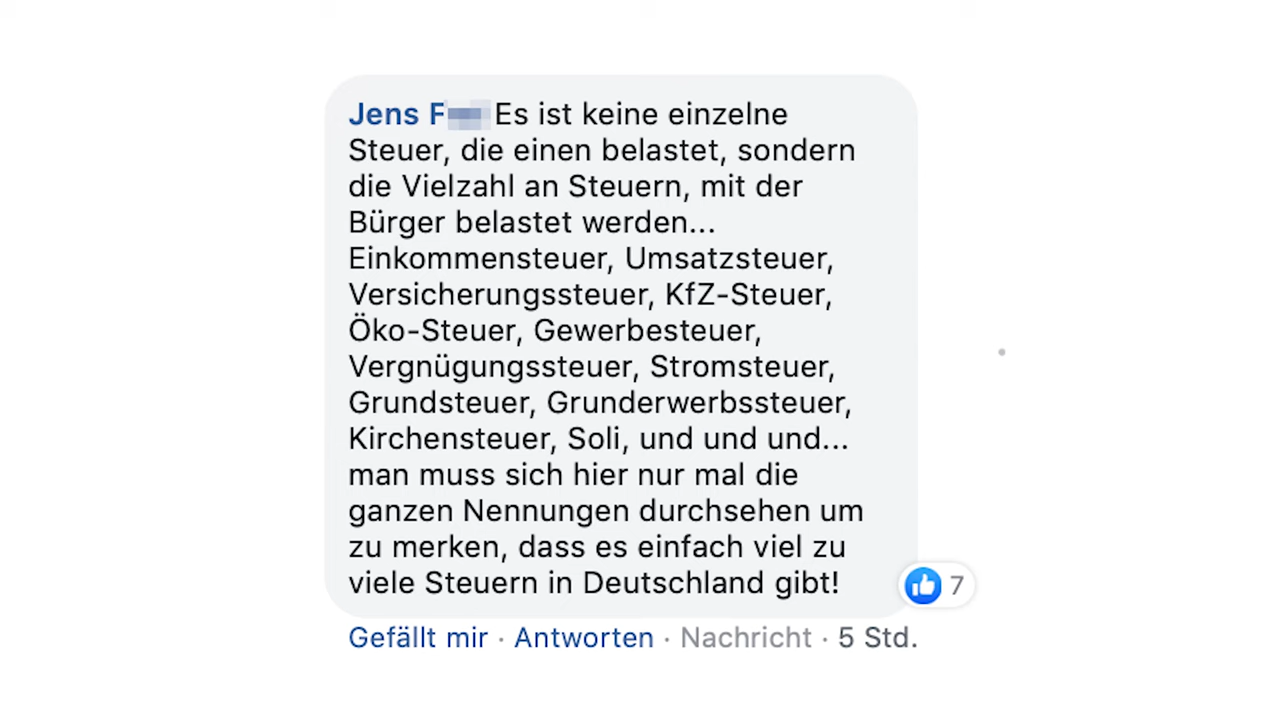 Jens F Es ist keine einzelne
Steuer, die einen belastet, sondern
die Vielzahl an Steuern, mit der
Bürger belastet werden...
Einkommensteuer, Umsatzsteuer,
Versicherungssteuer, KfZ-Steuer,
Öko-Steuer, Gewerbesteuer,
Vergnügungssteuer, Stromsteuer,
Grundsteuer, Grunderwerbssteuer,
Kirchensteuer, Soli, und und und...
man muss sich hier nur mal die
ganzen Nennungen durchsehen um
zu merken, dass es einfach viel zu
viele Steuern in Deutschland gibt!
7
Gefällt mir · Antworten · Nachricht · 5 Std.